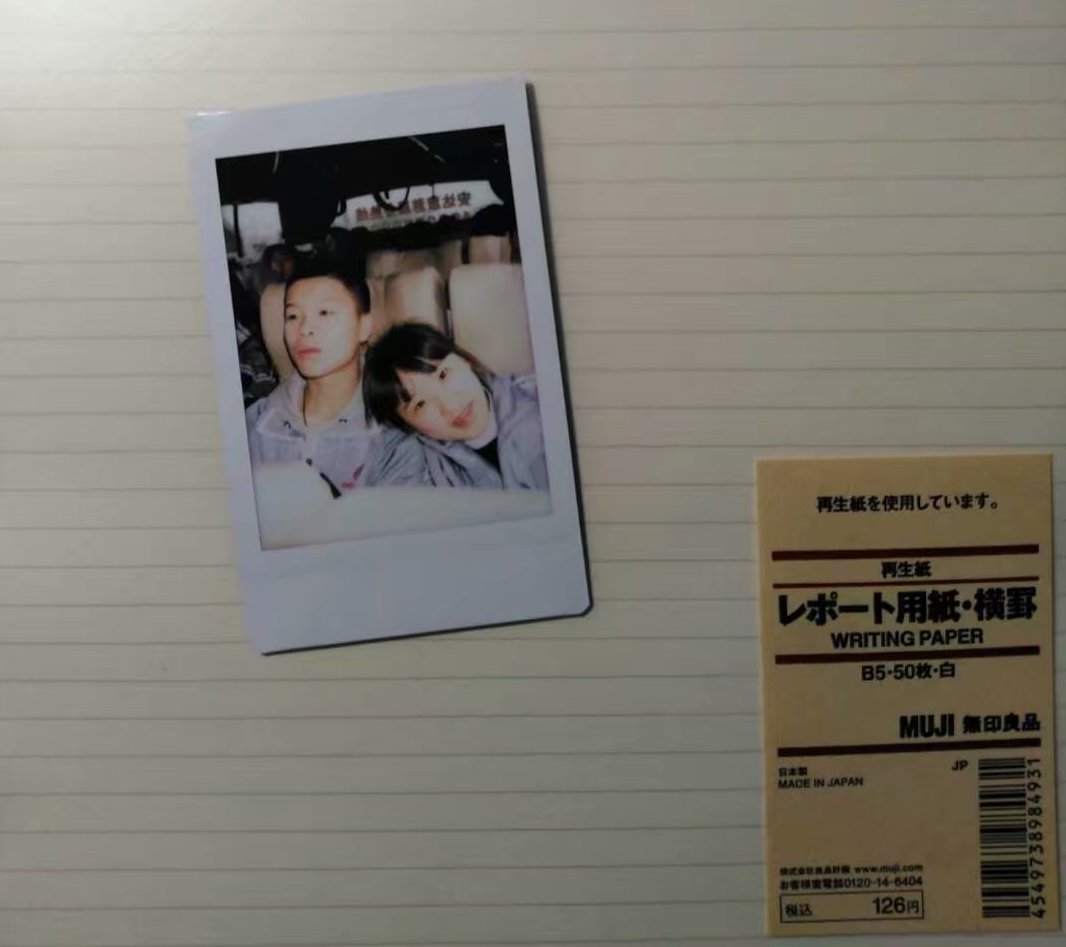 再生紙を使用しています。
再生紙
レポート用紙・横罫
WRITING PAPER
B5・50枚・白
MUJI 無印良品
日本製
MADE IN JAPAN
JP
株式会社良品計画 www.muji.com
お客様室電話0120-14-6404
税込 126円
4549738984931